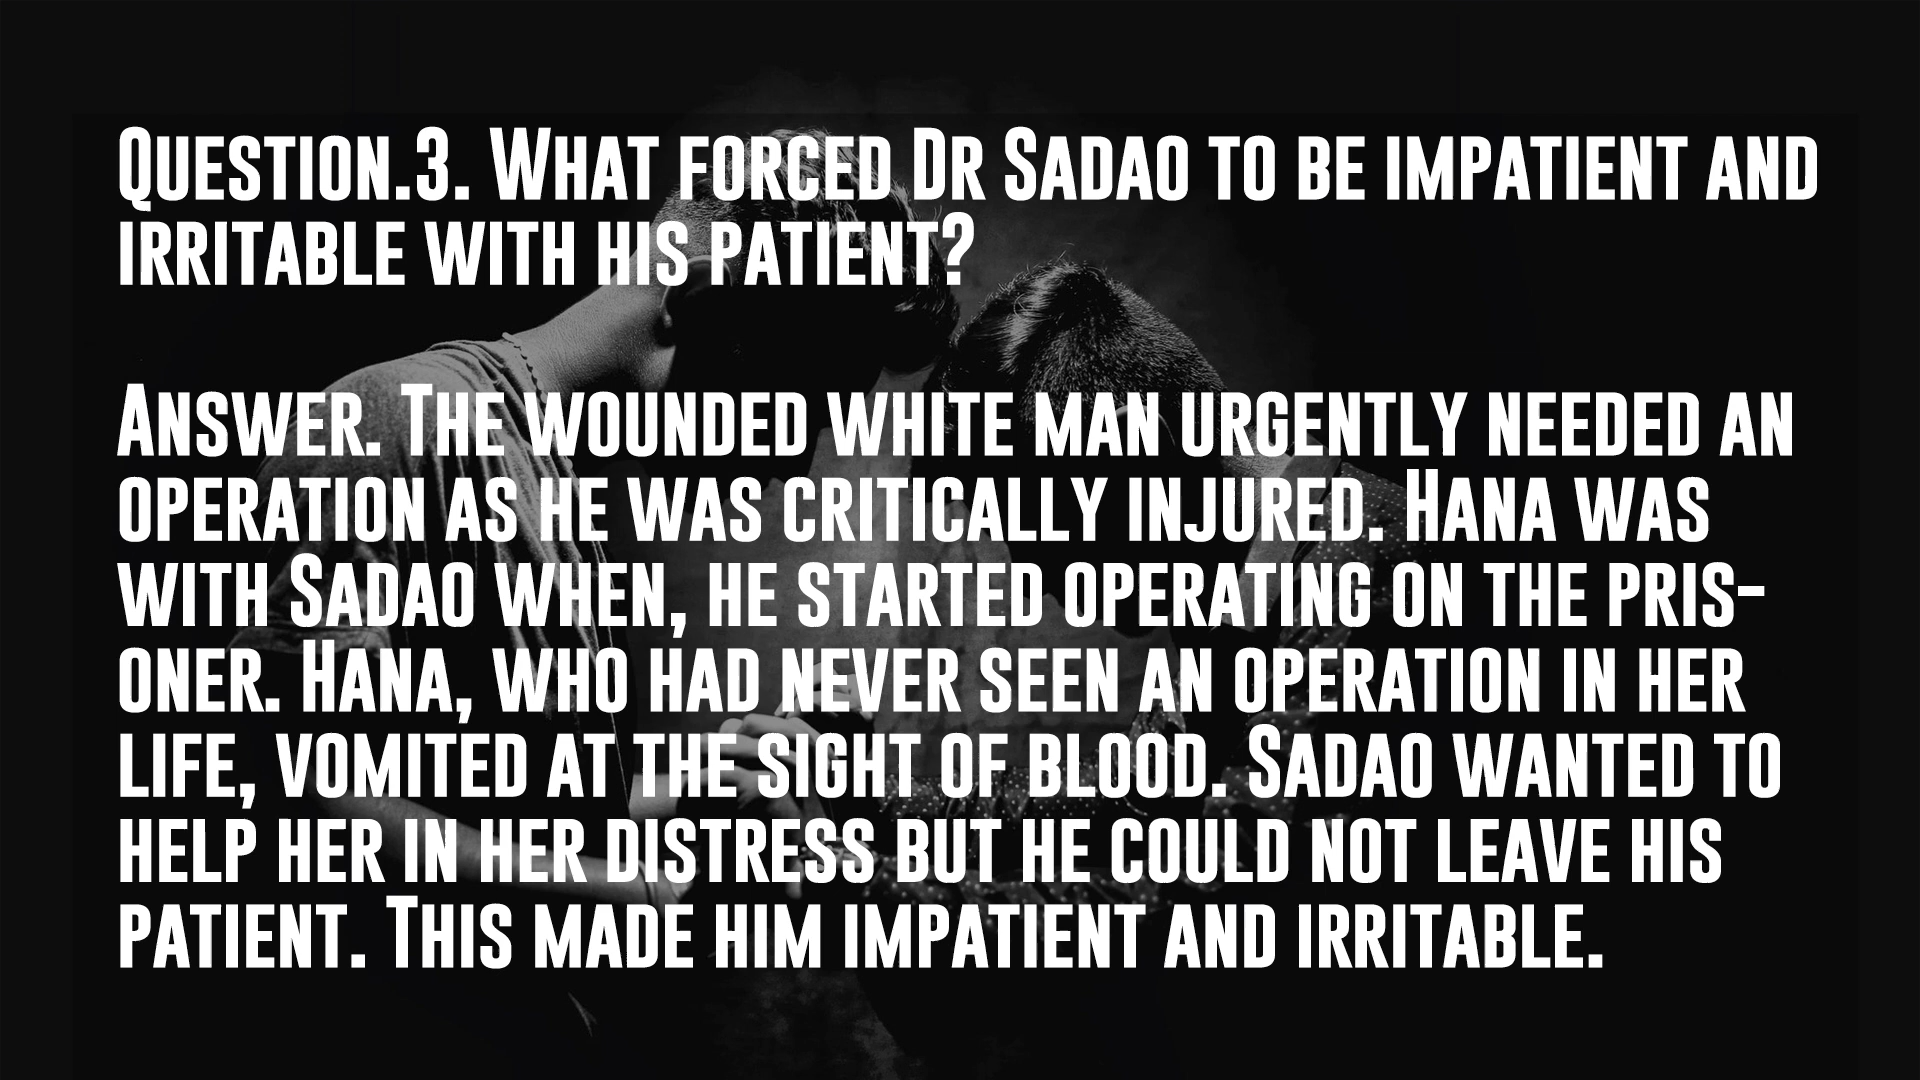 Question.3. What forced Dr Sadao to be impatient and
irritable with his patient?
Answer. The wounded white man urgently needed an
operation as he was critically injured. Hana was
with Sadao when, he started operating on the pris-
oner. Hana, who had never seen an operation in her
life, vomited at the sight of blood. Sadao wanted to
help her in her distress but he could not leave his
patient. This made him impatient and irritable.